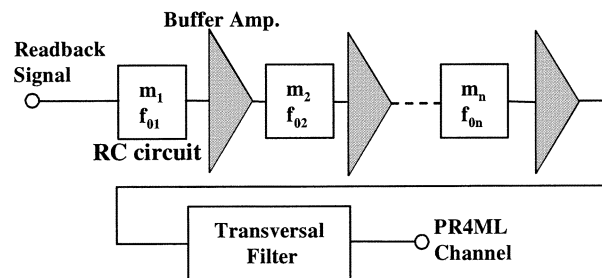 Buffer Amp.
Readback
Signal
m₁
f₀₁
m₂
f₀₂
mₙ
f₀ₙ
RC circuit
Transversal
Filter
PR4ML
Channel